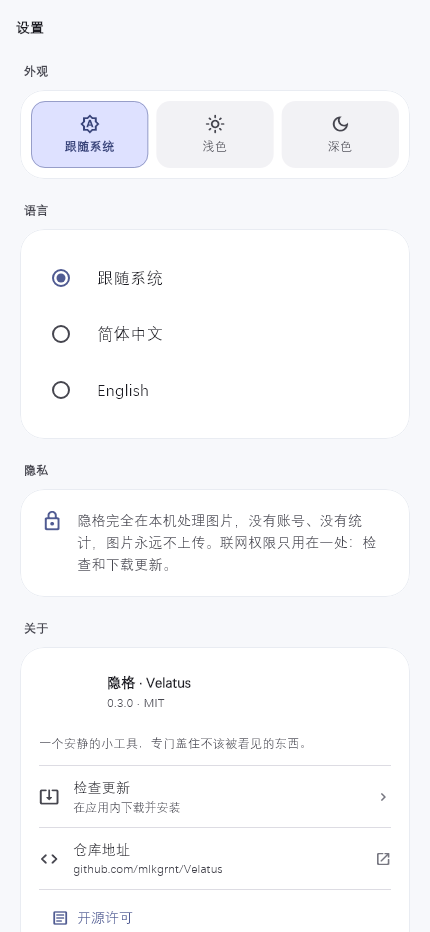 设置
外观
跟随系统
浅色
深色
语言
跟随系统
简体中文
English
隐私
隐格完全在本机处理图片，没有账号、没有统
计，图片永远不上传。联网权限只用在一处：检
查和下载更新。
关于
隐格 · Velatus
0.3.0 · MIT
一个安静的小工具，专门盖住不该被看见的东西。
检查更新
在应用内下载并安装
仓库地址
github.com/mlkgrnt/Velatus
开源许可